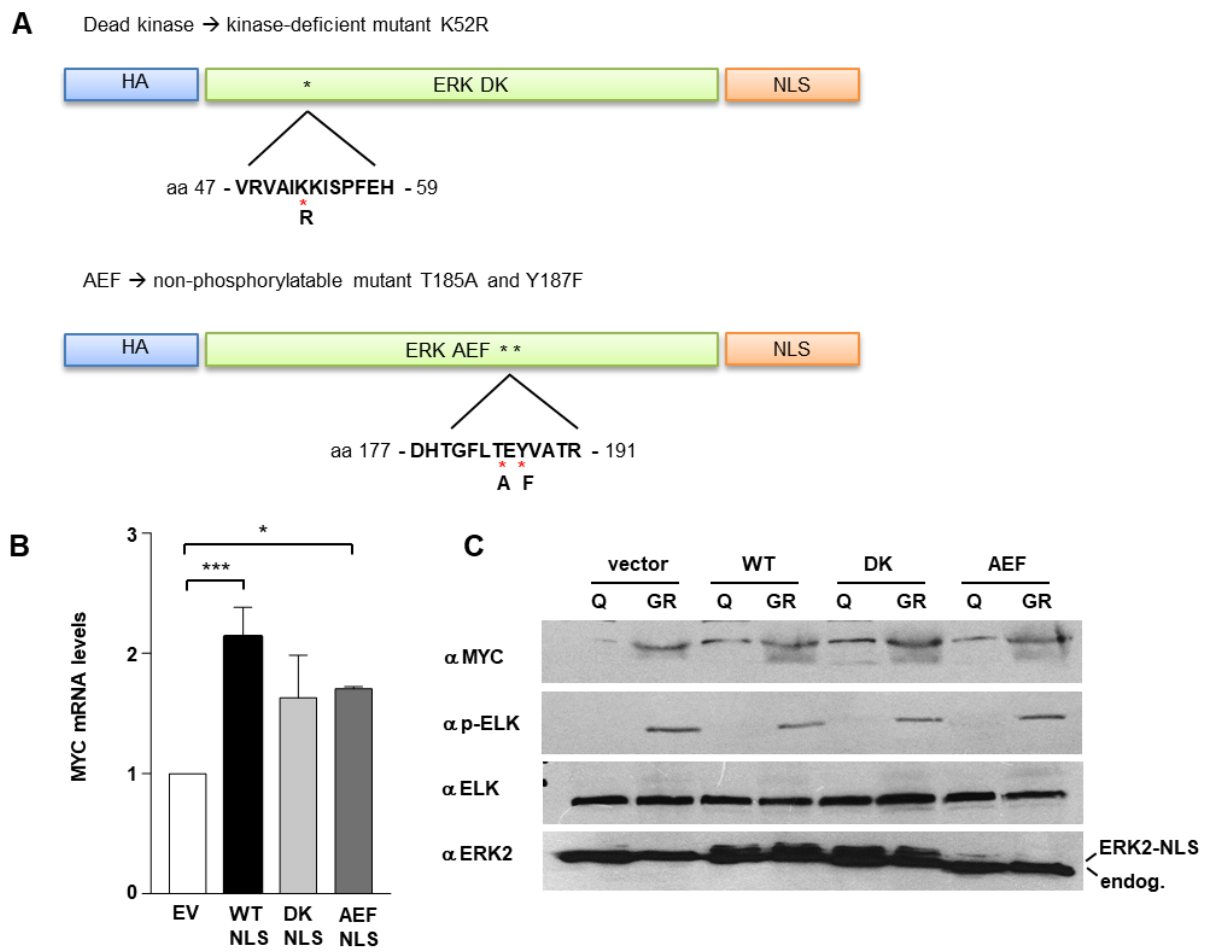 A
Dead kinase → kinase-deficient mutant K52R
HA * ERK DK NLS
aa 47 - VRVAIKKISPFEH - 59
*
R
AEF → non-phosphorylatable mutant T185A and Y187F
HA ERK AEF ** NLS
aa 177 - DHTGFLTEYVATR - 191
* *
A F
B
MYC mRNA levels
3
2
1
0
*
***
EV WT NLS DK NLS AEF NLS
C
vector WT DK AEF
Q GR Q GR Q GR Q GR
α MYC
α p-ELK
α ELK
α ERK2
ERK2-NLS
endog.